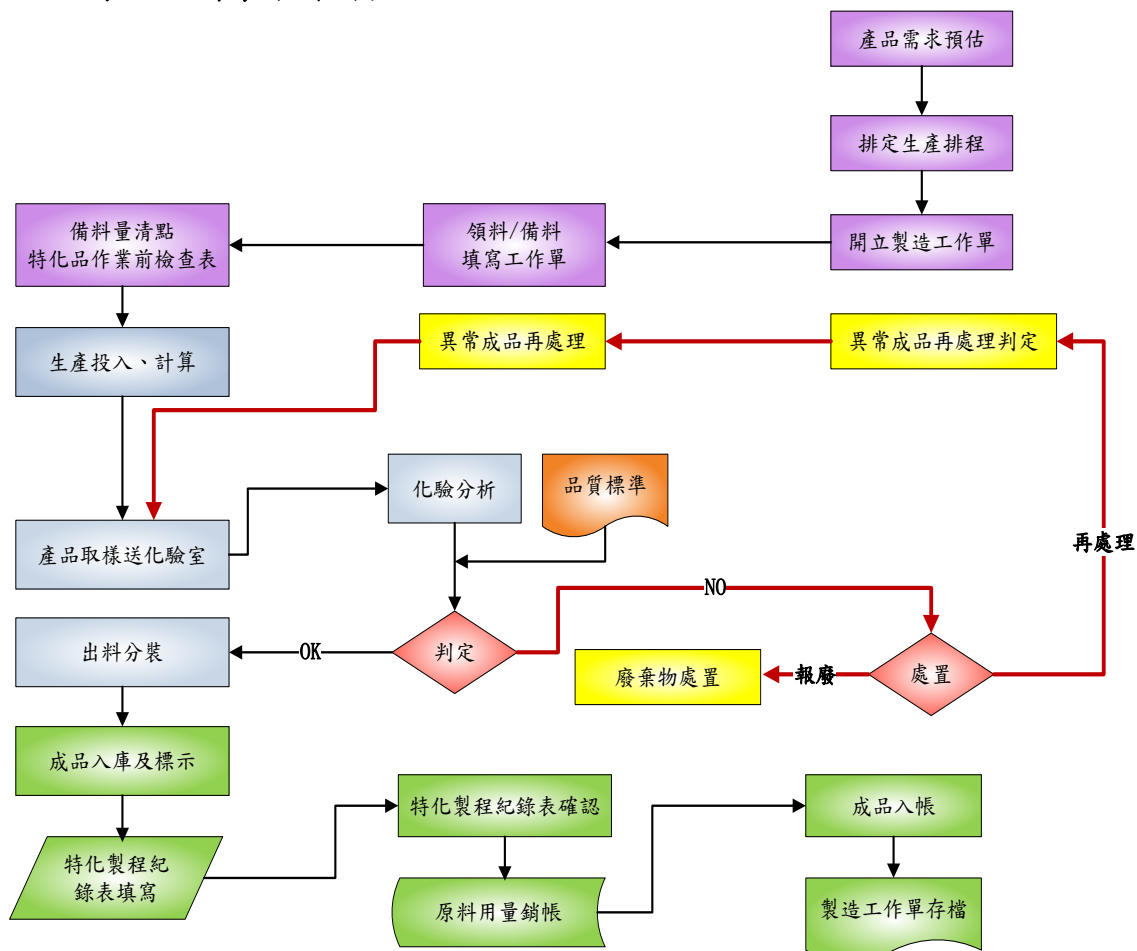 產品需求預估
排定生產排程
備料量清點
特化品作業前檢查表
領料/備料
填寫工作單
開立製造工作單
生產投入、計算
異常成品再處理
異常成品再處理判定
化驗分析
品質標準
產品取樣送化驗室
再處理
NO
出料分裝
OK
判定
廢棄物處置
報廢
處置
成品入庫及標示
特化製程紀錄表確認
成品入帳
特化製程紀
錄表填寫
原料用量銷帳
製造工作單存檔